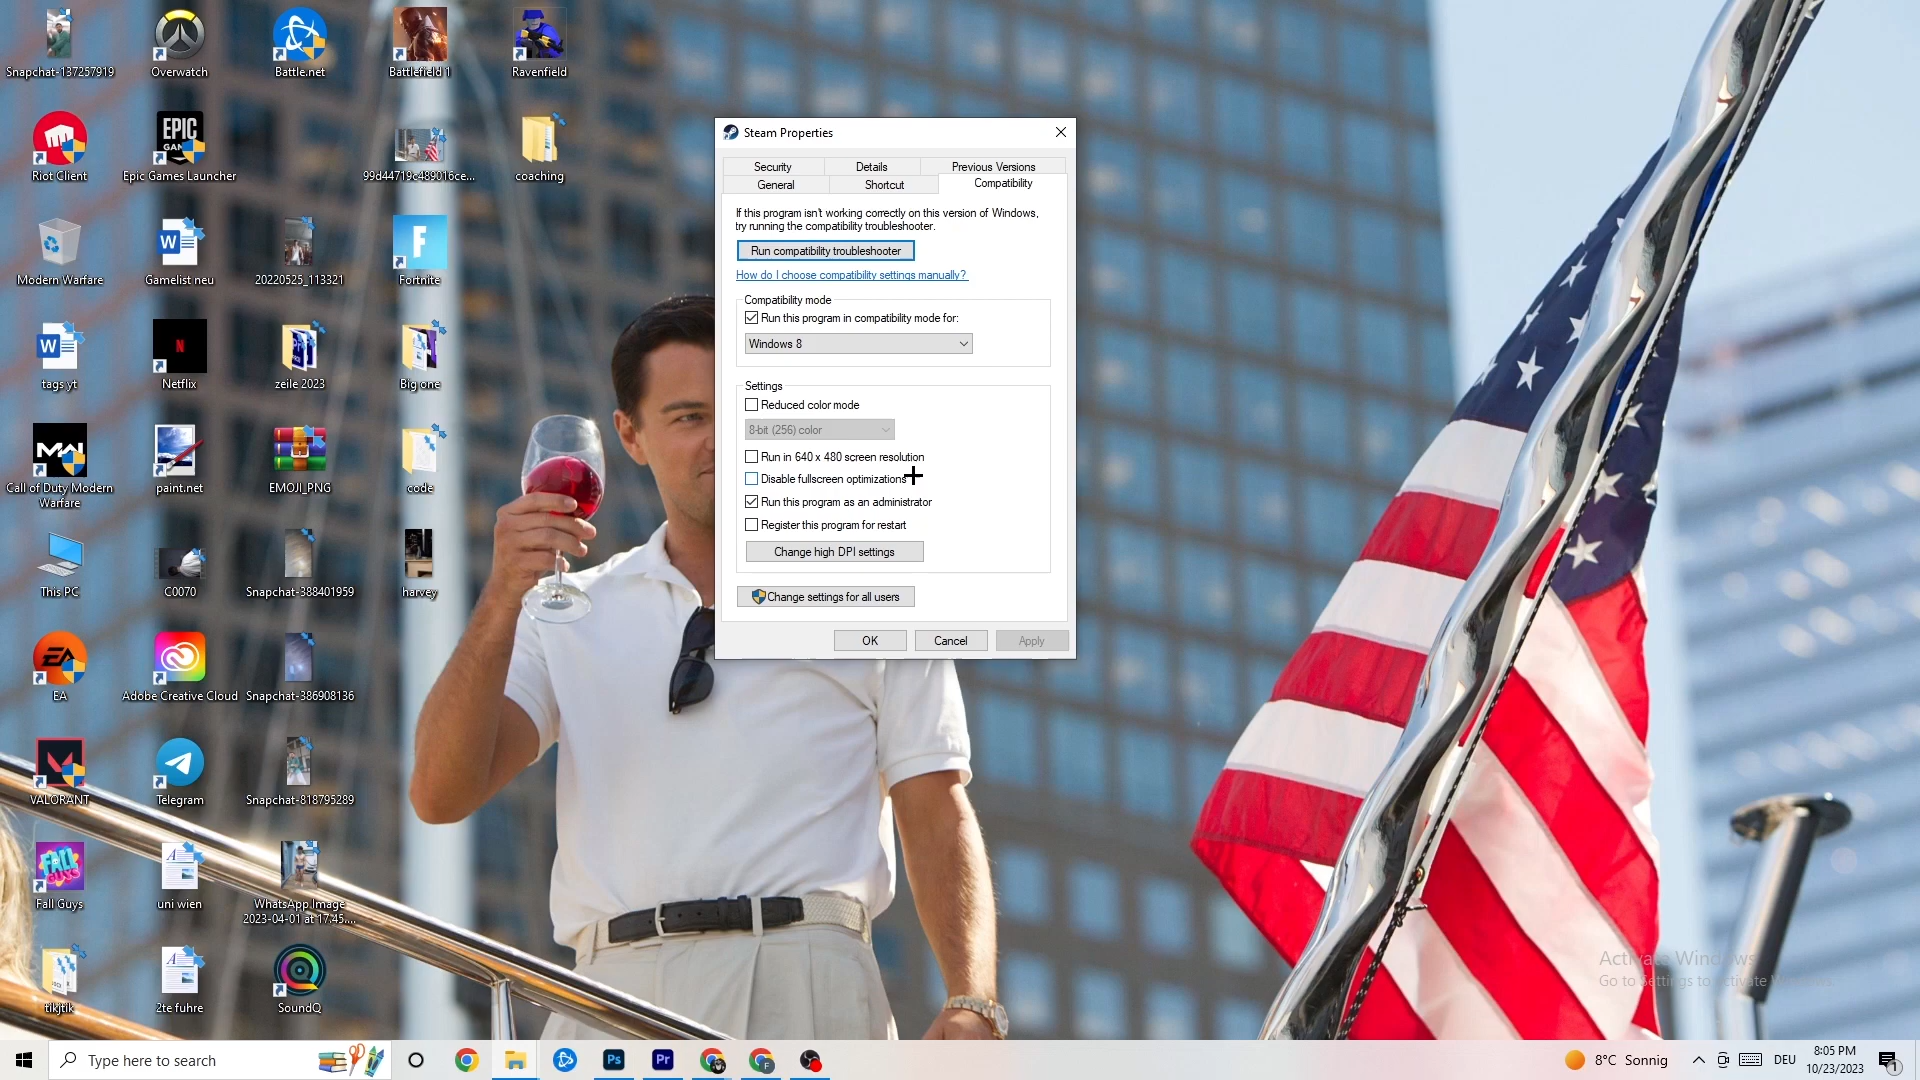 Snapchat-137257919
Overwatch
Battle.net
Battlefield 1
Ravenfield
EPIC
Riot Client
Epic Games Launcher
99d44719c489016ce...
coaching
Modern Warfare
Gamelist neu
20220525_113321
Fortnite
tags yt
Netflix
zeile 2023
Big one
Call of Duty Modern
Warfare
paint.net
EMOJI_PNG
code
This PC
C0070
Snapchat-388401959
harvey
EA
Adobe Creative Cloud
Snapchat-386908136
VALORANT
Telegram
Snapchat-818795289
FALL
GUYS
Fall Guys
uni wien
WhatsApp Image
2023-04-01 at 17.45....
tikjtik
2te fuhre
SoundQ
Steam Properties
Security
Details
Previous Versions
General
Shortcut
Compatibility
If this program isn't working correctly on this version of Windows,
try running the compatibility troubleshooter.
Run compatibility troubleshooter
How do I choose compatibility settings manually?
Compatibility mode
Run this program in compatibility mode for:
Windows 8
Settings
Reduced color mode
8-bit (256) color
Run in 640 x 480 screen resolution
Disable fullscreen optimizations
Run this program as an administrator
Register this program for restart
Change high DPI settings
Change settings for all users
OK
Cancel
Apply
Activate Windows
Go to Settings to activate
Type here to search
Ps
Pr
8°C Sonnig
DEU
8:05 PM
10/23/2023
1